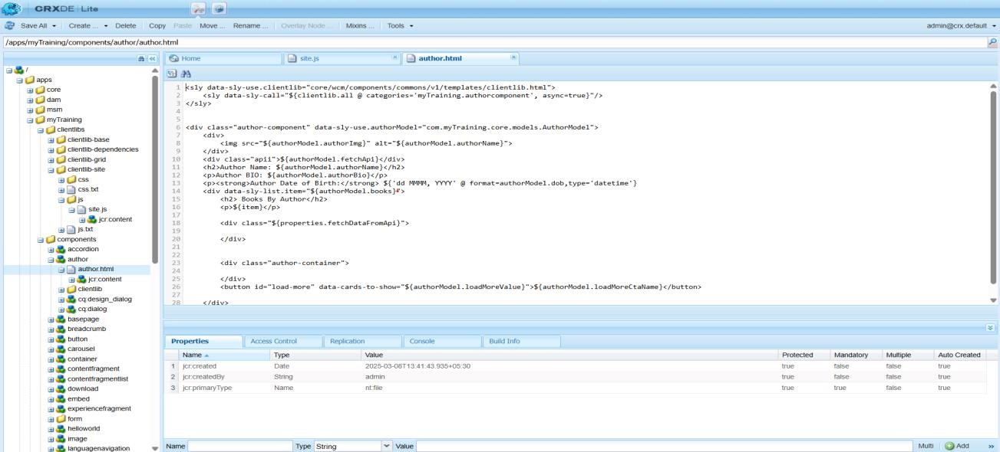 CRXDE | Lite
Save All Create ... Delete Copy Paste Move ... Rename ... Overlay Node ... Mixins ... Tools admin@crx.default
/apps/myTraining/components/author/author.html
/
apps
core
dam
msm
myTraining
clientlibs
clientlib-base
clientlib-dependencies
clientlib-grid
clientlib-site
css
css.txt
js
site.js
jcr:content
js.txt
components
accordion
author
author.html
jcr:content
clientlib
cq:design_dialog
cq:dialog
basepage
breadcrumb
button
carousel
container
contentfragment
contentfragmentlist
download
embed
experiencefragment
form
helloworld
image
languagenavigation
Home site.js author.html
1 <sly data-sly-use.clientlib="core/wcm/components/commons/v1/templates/clientlib.html">
2 <sly data-sly-call="${clientlib.all @ categories='myTraining.authorcomponent', async=true}"/>
3 </sly>
4
5
6 <div class="author-component" data-sly-use.authorModel="com.myTraining.core.models.AuthorModel">
7 <div>
8 <img src="${authorModel.authorImg}" alt="${authorModel.authorName}">
9 </div>
10 <div class="apii">${authorModel.fetchApi}</div>
11 <h2>Author Name: ${authorModel.authorName}</h2>
12 <p>Author BIO: ${authorModel.authorBio}</p>
13 <p><strong>Author Date of Birth:</strong> ${'dd MMMM, YYYY' @ format=authorModel.dob,type='datetime'}
14 <div data-sly-list.item="${authorModel.books}">
15 <h2> Books By Author</h2>
16 <p>${item}</p>
17
18 <div class="${properties.fetchDataFromApi}">
19
20 </div>
21
22
23 <div class="author-container">
24
25 </div>
26 <button id="load-more" data-cards-to-show="${authorModel.loadMoreValue}">${authorModel.loadMoreCtaName}</button>
27
28 </div>
Properties Access Control Replication Console Build Info
Name Type Value Protected Mandatory Multiple Auto Created
1 jcr:created Date 2025-03-08T13:41:43.935+05:30 true false false true
2 jcr:createdBy String admin true false false true
3 jcr:primaryType Name nt:file true true false true
Name Type String Value Multi Add »